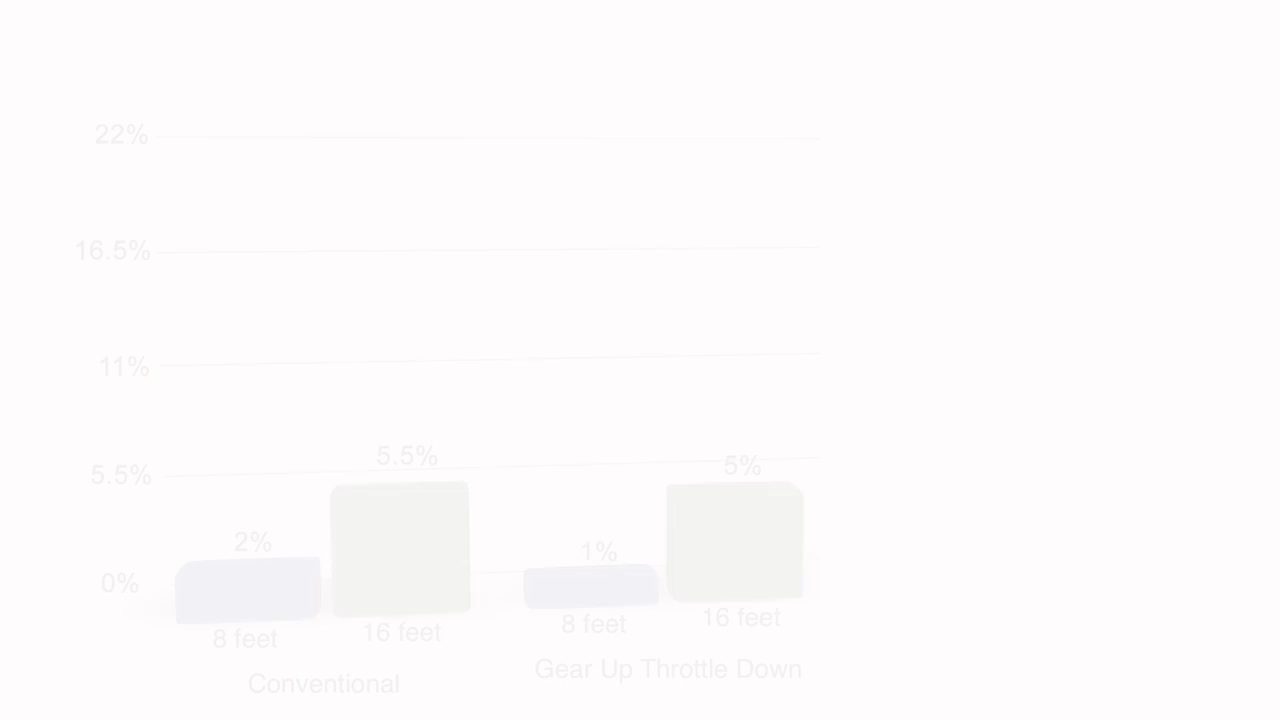 22%
16.5%
11%
5.5%
0%
2%
5.5%
1%
5%
8 feet
16 feet
8 feet
16 feet
Conventional
Gear Up Throttle Down